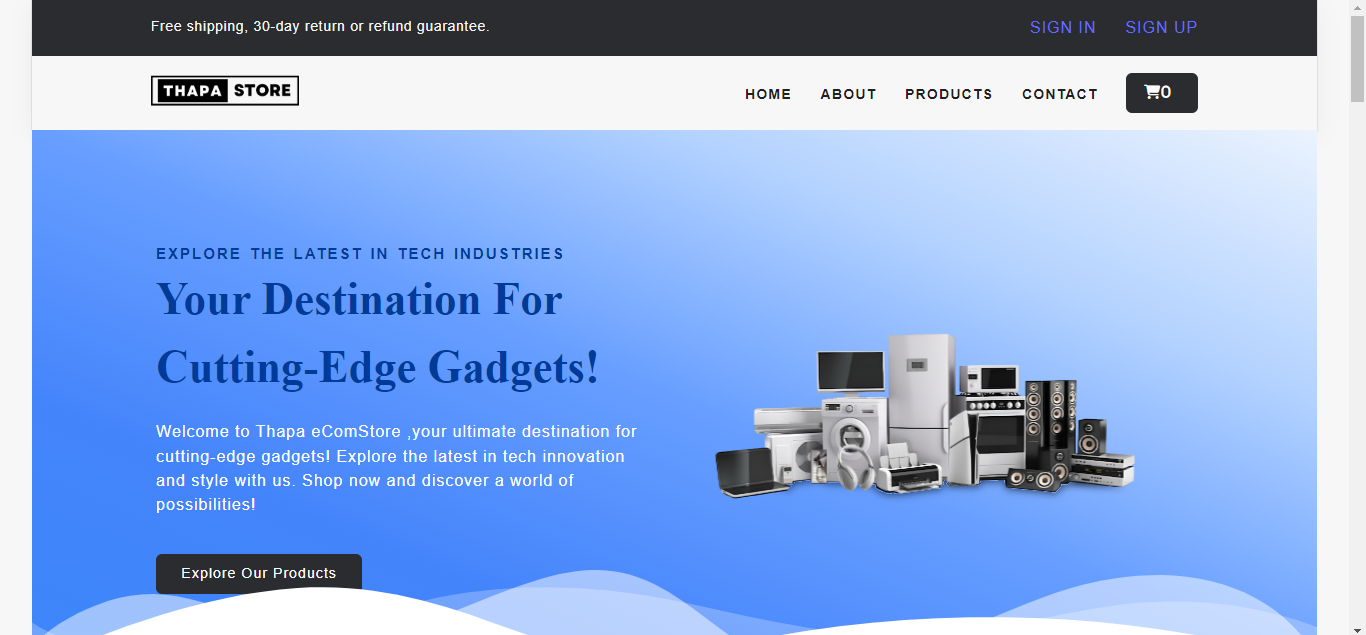 Free shipping, 30-day return or refund guarantee.
SIGN IN
SIGN UP
THAPA STORE
HOME
ABOUT
PRODUCTS
CONTACT
0
EXPLORE THE LATEST IN TECH INDUSTRIES
Your Destination For
Cutting-Edge Gadgets!
Welcome to Thapa eComStore ,your ultimate destination for
cutting-edge gadgets! Explore the latest in tech innovation
and style with us. Shop now and discover a world of
possibilities!
Explore Our Products